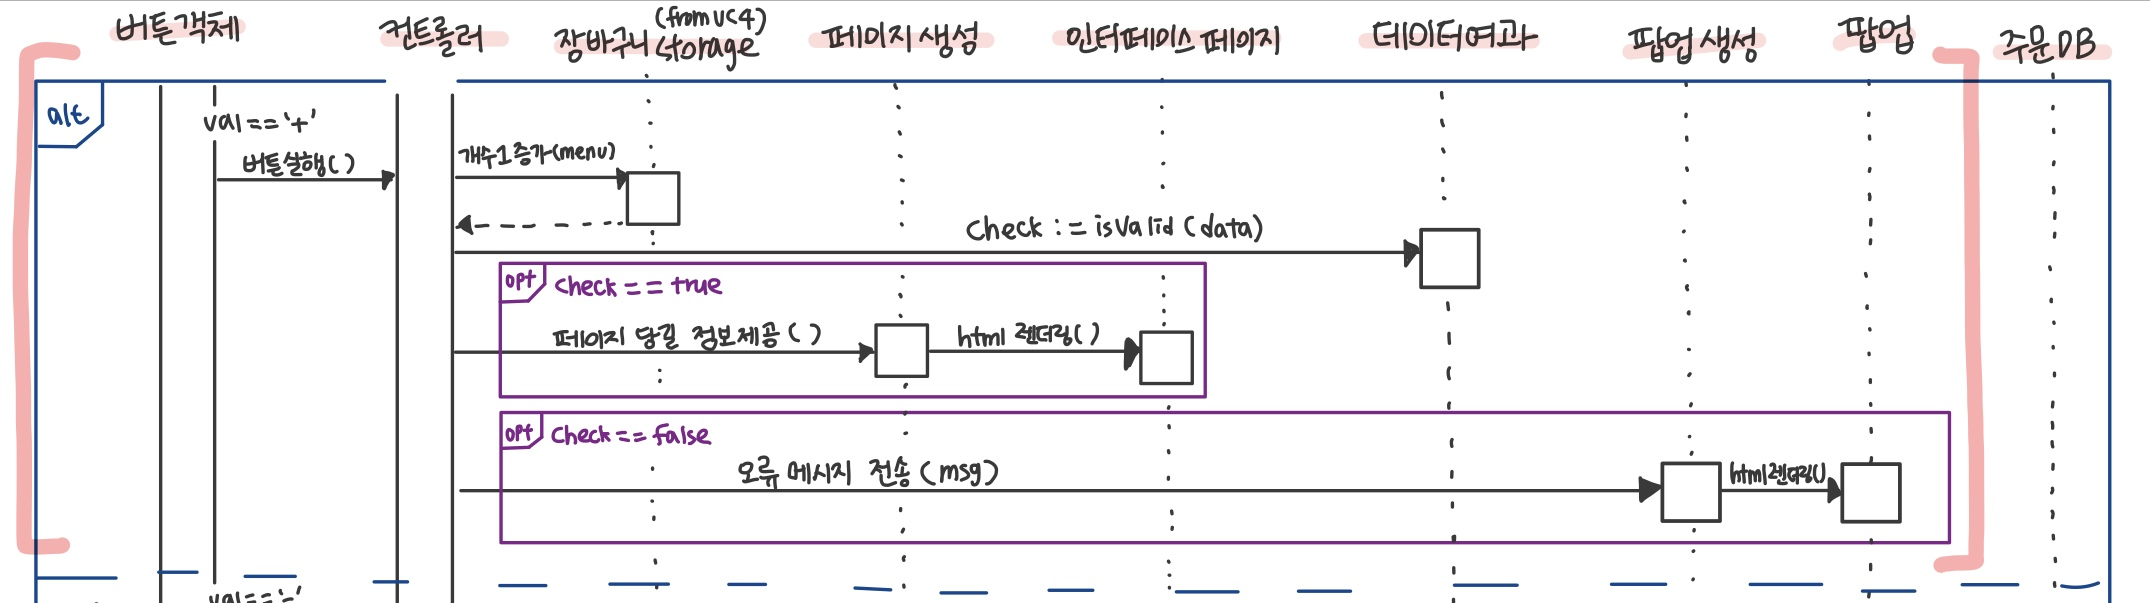 버튼객체
컨트롤러
(from UC4)
장바구니 Storage
페이지 생성
인터페이스 페이지
데이터여과
팝업 생성
팝업
주문 DB
alt
val == '+'
버튼실행( )
개수1증가(menu)
Check := isValid (data)
opt Check == true
페이지 당길 정보제공 ( )
html 렌더링( )
opt Check == false
오류 메시지 전송 (msg)
html렌더링()
val == '-'